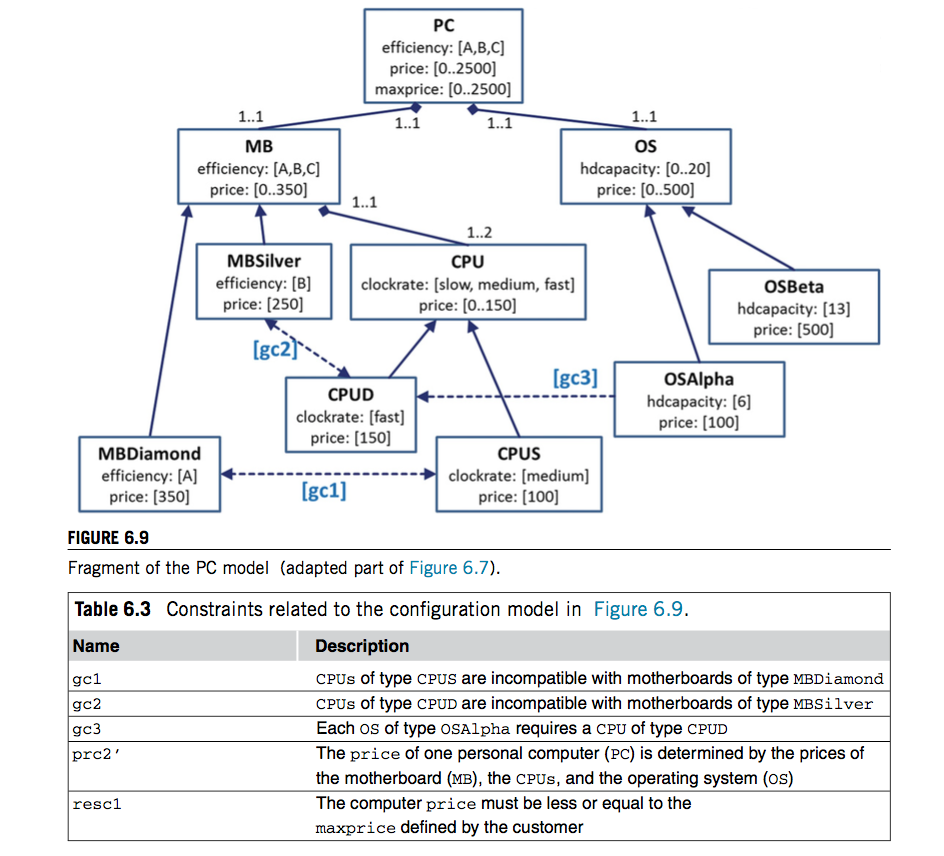 PC
efficiency: [A,B,C]
price: [0..2500]
maxprice: [0..2500]
1..1
1..1
1..1
1..1
MB
efficiency: [A,B,C]
price: [0..350]
OS
hdcapacity: [0..20]
price: [0..500]
1..1
1..2
MBSilver
efficiency: [B]
price: [250]
CPU
clockrate: [slow, medium, fast]
price: [0..150]
OSBeta
hdcapacity: [13]
price: [500]
[gc2]
[gc3]
CPUD
clockrate: [fast]
price: [150]
OSAlpha
hdcapacity: [6]
price: [100]
MBDiamond
efficiency: [A]
price: [350]
[gc1]
CPUS
clockrate: [medium]
price: [100]
FIGURE 6.9
Fragment of the PC model (adapted part of Figure 6.7).
Table 6.3 Constraints related to the configuration model in Figure 6.9.
Name Description
gc1 CPUs of type CPUS are incompatible with motherboards of type MBDiamond
gc2 CPUs of type CPUD are incompatible with motherboards of type MBSilver
gc3 Each OS of type OSAlpha requires a CPU of type CPUD
prc2′ The price of one personal computer (PC) is determined by the prices of
the motherboard (MB), the CPUs, and the operating system (OS)
resc1 The computer price must be less or equal to the
maxprice defined by the customer